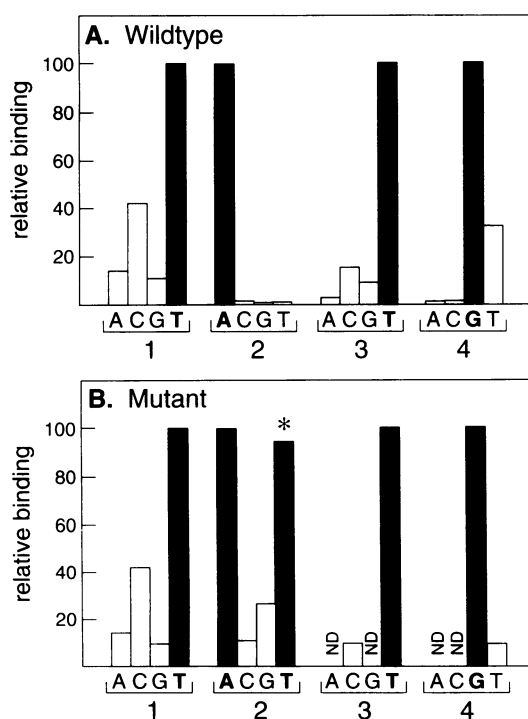 A. Wildtype
relative binding
100
80
60
40
20
A C G T A C G T A C G T A C G T
1 2 3 4
B. Mutant
relative binding
100
80
60
40
20
*
ND ND ND ND
A C G T A C G T A C G T A C G T
1 2 3 4